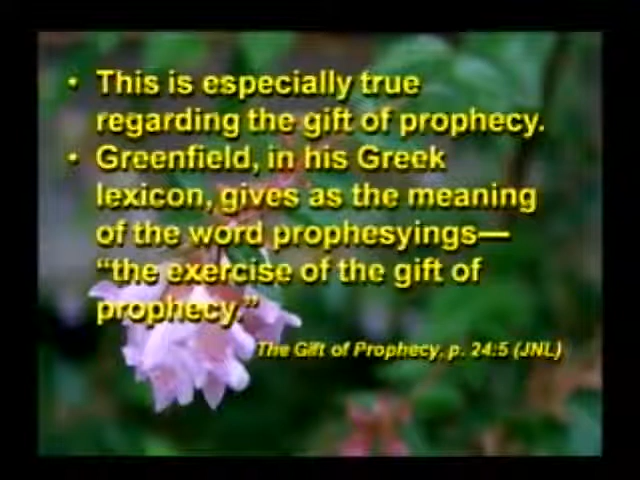 • This is especially true
regarding the gift of prophecy.
• Greenfield, in his Greek
lexicon, gives as the meaning
of the word prophesyings—
“the exercise of the gift of
prophecy.”
The Gift of Prophecy, p. 24:5 (JNL)